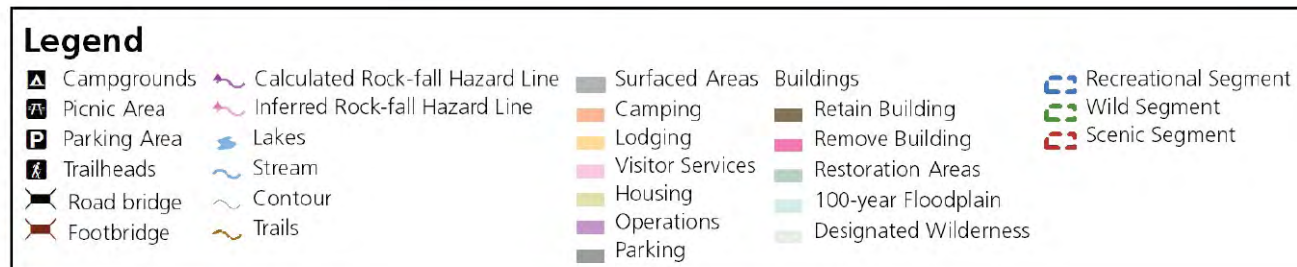 Legend
Campgrounds
Picnic Area
P Parking Area
Trailheads
Road bridge
Footbridge
Calculated Rock-fall Hazard Line
Inferred Rock-fall Hazard Line
Lakes
Stream
Contour
Trails
Surfaced Areas
Camping
Lodging
Visitor Services
Housing
Operations
Parking
Buildings
Retain Building
Remove Building
Restoration Areas
100-year Floodplain
Designated Wilderness
Recreational Segment
Wild Segment
Scenic Segment